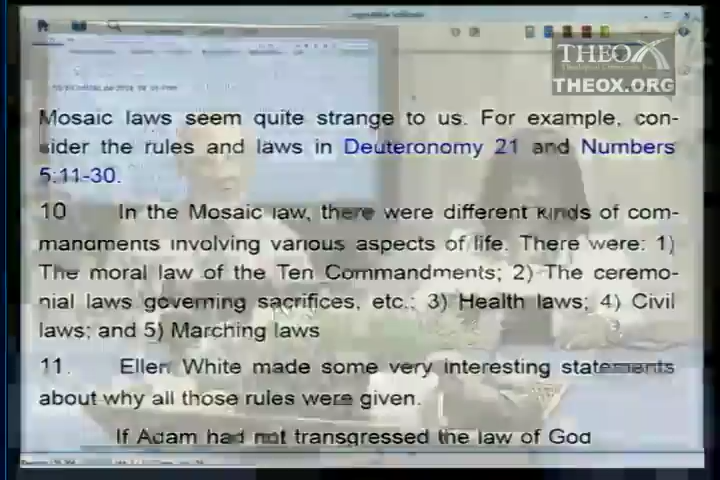 THEOX
THEOX.ORG
Mosaic laws seem quite strange to us. For example, con-
sider the rules and laws in Deuteronomy 21 and Numbers
5:11-30.
10 In the Mosaic law, there were different kinds of com-
mandments involving various aspects of life. There were: 1)
The moral law of the Ten Commandments; 2) The ceremo-
nial laws governing sacrifices, etc.; 3) Health laws; 4) Civil
laws; and 5) Marching laws
11. Ellen White made some very interesting statements
about why all those rules were given.
If Adam had not transgressed the law of God